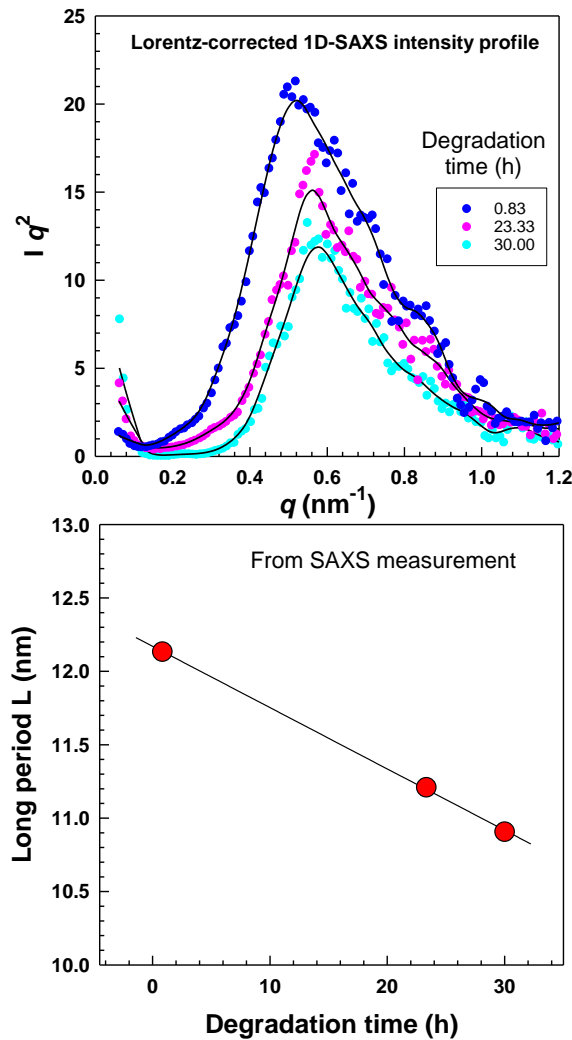 Lorentz-corrected 1D-SAXS intensity profile
Degradation
time (h)
0.83
23.33
30.00
I q²
25
20
15
10
5
0
0.0 0.2 0.4 0.6 0.8 1.0 1.2
q (nm⁻¹)
From SAXS measurement
Long period L (nm)
13.0
12.5
12.0
11.5
11.0
10.5
10.0
0 10 20 30
Degradation time (h)